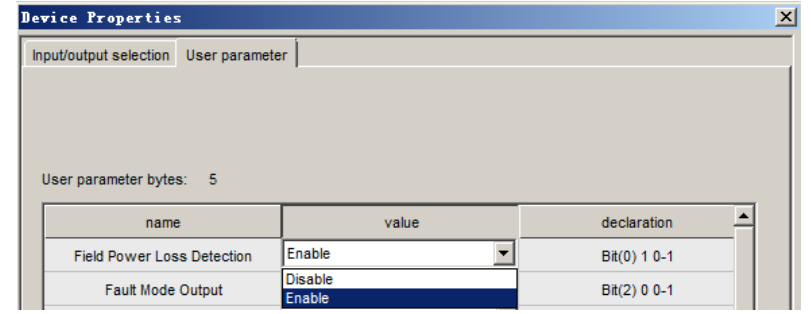 Device Properties
Input/output selection User parameter
User parameter bytes: 5
name value declaration
Field Power Loss Detection Enable Bit(0) 1 0-1
Disable
Fault Mode Output Enable Bit(2) 0 0-1